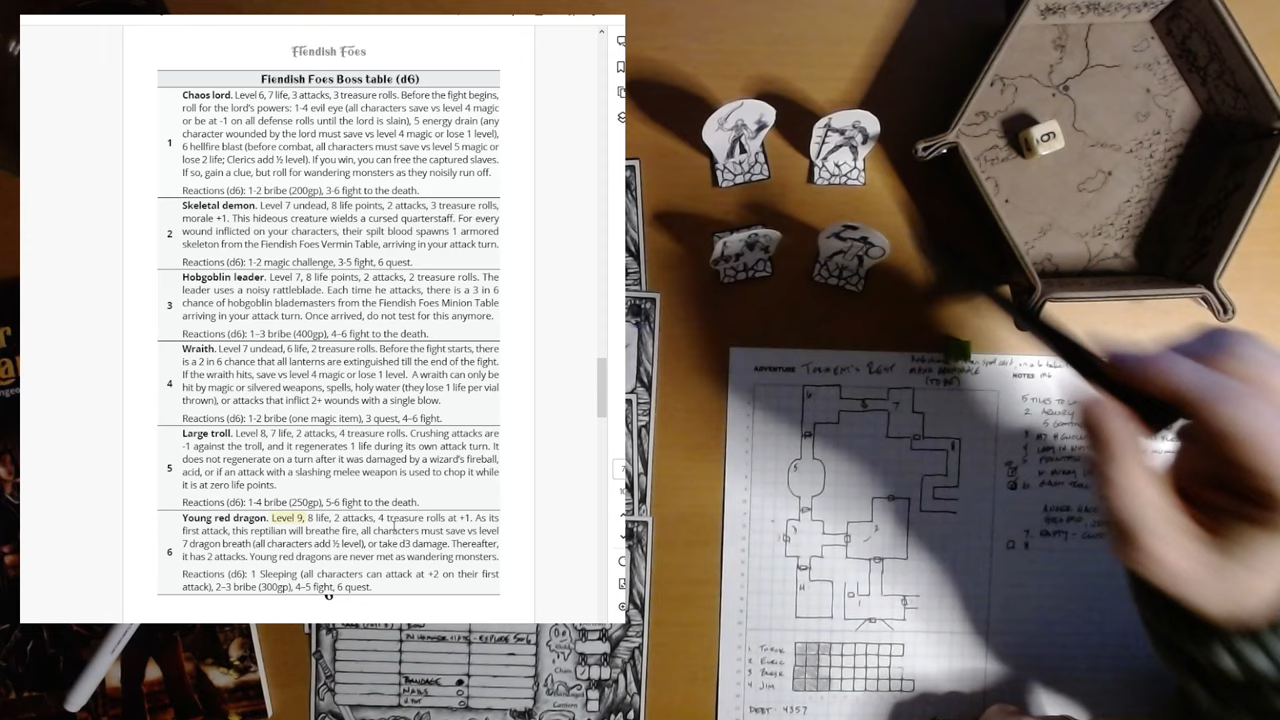 Fiendish Foes
Fiendish Foes Boss table (d6)
1
Chaos lord. Level 6, 7 life, 3 attacks, 3 treasure rolls. Before the fight begins,
roll for the lord's powers: 1-4 evil eye (all characters save vs level 4 magic
or be at -1 on all defense rolls until the lord is slain), 5 energy drain (any
character wounded by the lord must save vs level 4 magic or lose 1 level),
6 hellfire blast (before combat, all characters must save vs level 5 magic or
lose 2 life; Clerics add ½ level). If you win, you can free the captured slaves.
If so, gain a clue, but roll for wandering monsters as they noisily run off.
Reactions (d6): 1-2 bribe (200gp), 3-6 fight to the death.
2
Skeletal demon. Level 7 undead, 8 life points, 2 attacks, 3 treasure rolls,
morale +1. This hideous creature wields a cursed quarterstaff. For every
wound inflicted on your characters, their spilt blood spawns 1 armored
skeleton from the Fiendish Foes Vermin Table, arriving in your attack turn.
Reactions (d6): 1-2 magic challenge, 3-5 fight, 6 quest.
3
Hobgoblin leader. Level 7, 8 life points, 2 attacks, 2 treasure rolls. The
leader uses a noisy rattleblade. Each time he attacks, there is a 3 in 6
chance of hobgoblin blademasters from the Fiendish Foes Minion Table
arriving in your attack turn. Once arrived, do not test for this anymore.
Reactions (d6): 1–3 bribe (400gp), 4–6 fight to the death.
4
Wraith. Level 7 undead, 6 life, 2 treasure rolls. Before the fight starts, there
is a 2 in 6 chance that all lanterns are extinguished till the end of the fight.
If the wraith hits, save vs level 4 magic or lose 1 level. A wraith can only be
hit by magic or silvered weapons, spells, holy water (they lose 1 life per vial
thrown), or attacks that inflict 2+ wounds with a single blow.
Reactions (d6): 1-2 bribe (one magic item), 3 quest, 4–6 fight.
5
Large troll. Level 8, 7 life, 2 attacks, 4 treasure rolls. Crushing attacks are
-1 against the troll, and it regenerates 1 life during its own attack turn. It
does not regenerate on a turn after it was damaged by a wizard's fireball,
acid, or if an attack with a slashing melee weapon is used to chop it while
it is at zero life points.
Reactions (d6): 1-4 bribe (250gp), 5-6 fight to the death.
6
Young red dragon. Level 9, 8 life, 2 attacks, 4 treasure rolls at +1. As its
first attack, this reptilian will breathe fire, all characters must save vs level
7 dragon breath (all characters add ½ level), or take d3 damage. Thereafter,
it has 2 attacks. Young red dragons are never met as wandering monsters.
Reactions (d6): 1 Sleeping (all characters can attack at +2 on their first
attack), 2–3 bribe (300gp), 4–5 fight, 6 quest.
6
ADVENTURE
NOTES
1. 
2. 
3. 
4. JIM
DEBT: 4357
BANDAGE
NAILS